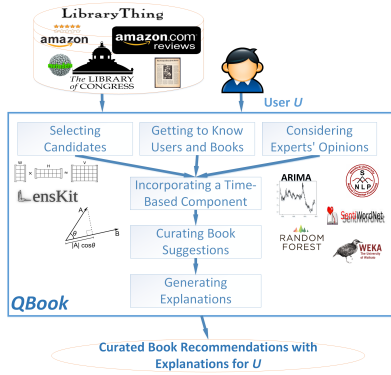 LibraryThing
amazon
amazon.com
reviews
THE LIBRARY
OF CONGRESS
User U
Selecting
Candidates
Getting to Know
Users and Books
Considering
Experts' Opinions
W
H
V
x
=
LensKit
A
θ
B
|A| cosθ
Incorporating a Time-
Based Component
Curating Book
Suggestions
Generating
Explanations
ARIMA
S
NLP
SentiWordNet
RANDOM
FOREST
WEKA
The University
of Waikato
QBook
Curated Book Recommendations with
Explanations for U